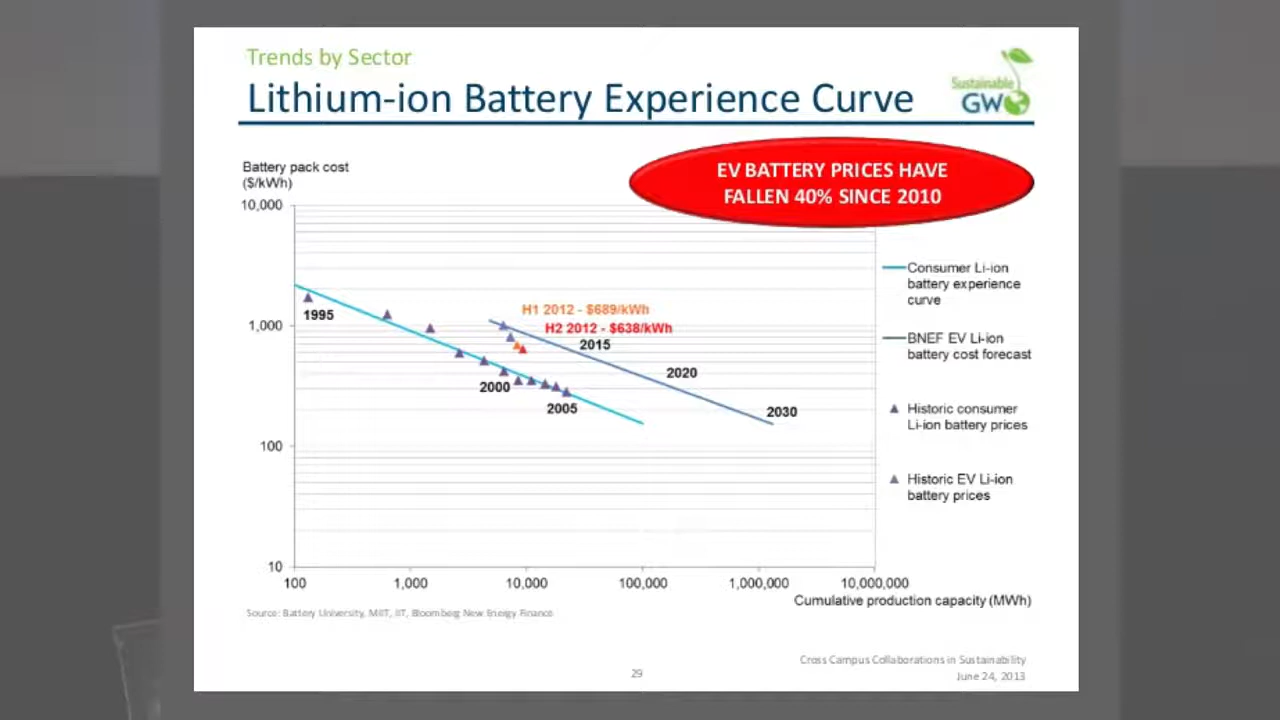 Trends by Sector
Lithium-ion Battery Experience Curve
Sustainable
GW
Battery pack cost
($/kWh)
EV BATTERY PRICES HAVE
FALLEN 40% SINCE 2010
10,000
1,000
100
10
1995
2000
2005
H1 2012 - $689/kWh
H2 2012 - $638/kWh
2015
2020
2030
Consumer Li-ion
battery experience
curve
BNEF EV Li-ion
battery cost forecast
Historic consumer
Li-ion battery prices
Historic EV Li-ion
battery prices
100
1,000
10,000
100,000
1,000,000
10,000,000
Cumulative production capacity (MWh)
Source: Battery University, MIIT, IIT, Bloomberg New Energy Finance
Cross Campus Collaborations in Sustainability
29
June 24, 2013